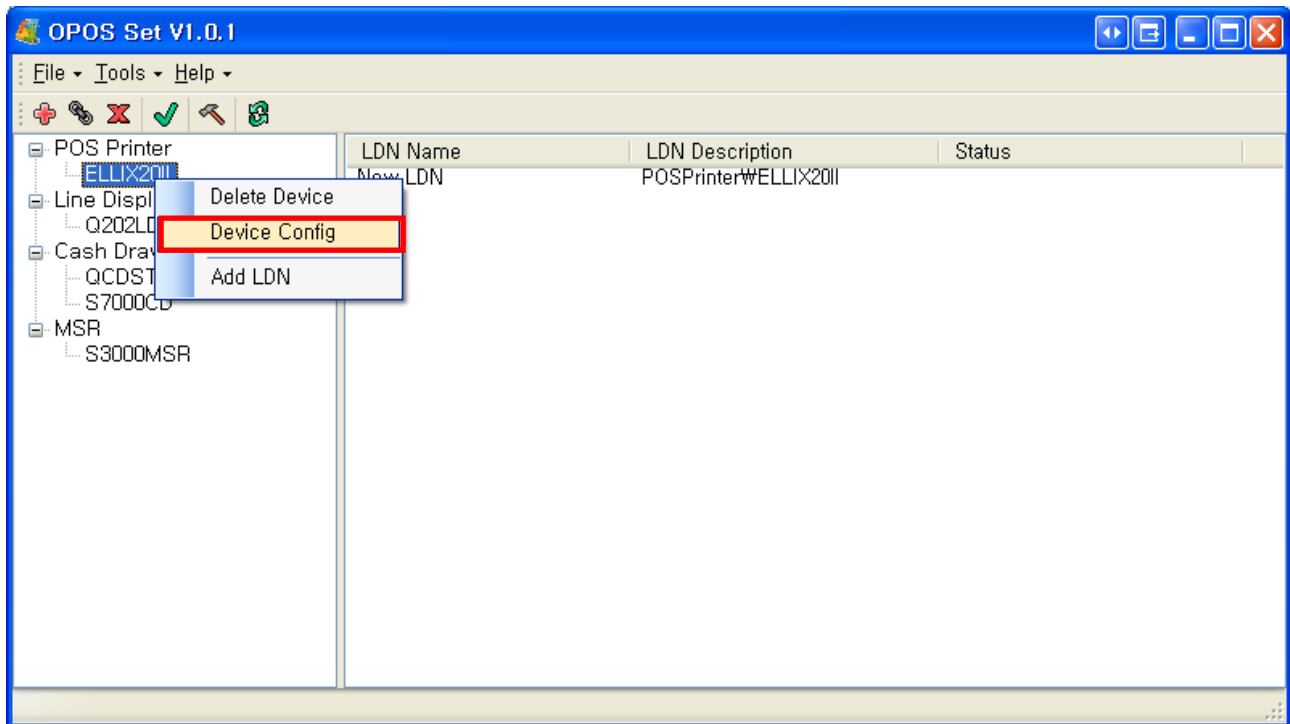 OPOS Set V1.0.1
File Tools Help
POS Printer
ELLIX20II
Line Displ
Q202LD
Cash Draw
QCDST
S7000CD
MSR
S3000MSR
Delete Device
Device Config
Add LDN
LDN Name LDN Description Status
New LDN POSPrinter₩ELLIX20II